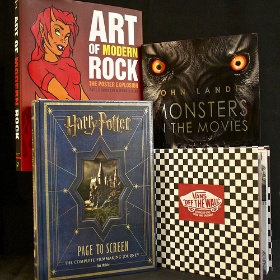 ART OF MODERN ROCK
ART
OF MODERN
ROCK
THE POSTER EXPLOSION
JOHN LANDIS
MONSTERS
IN THE MOVIES
Harry Potter
PAGE TO SCREEN
THE COMPLETE FILMMAKING JOURNEY
VANS
"OFF THE WALL"